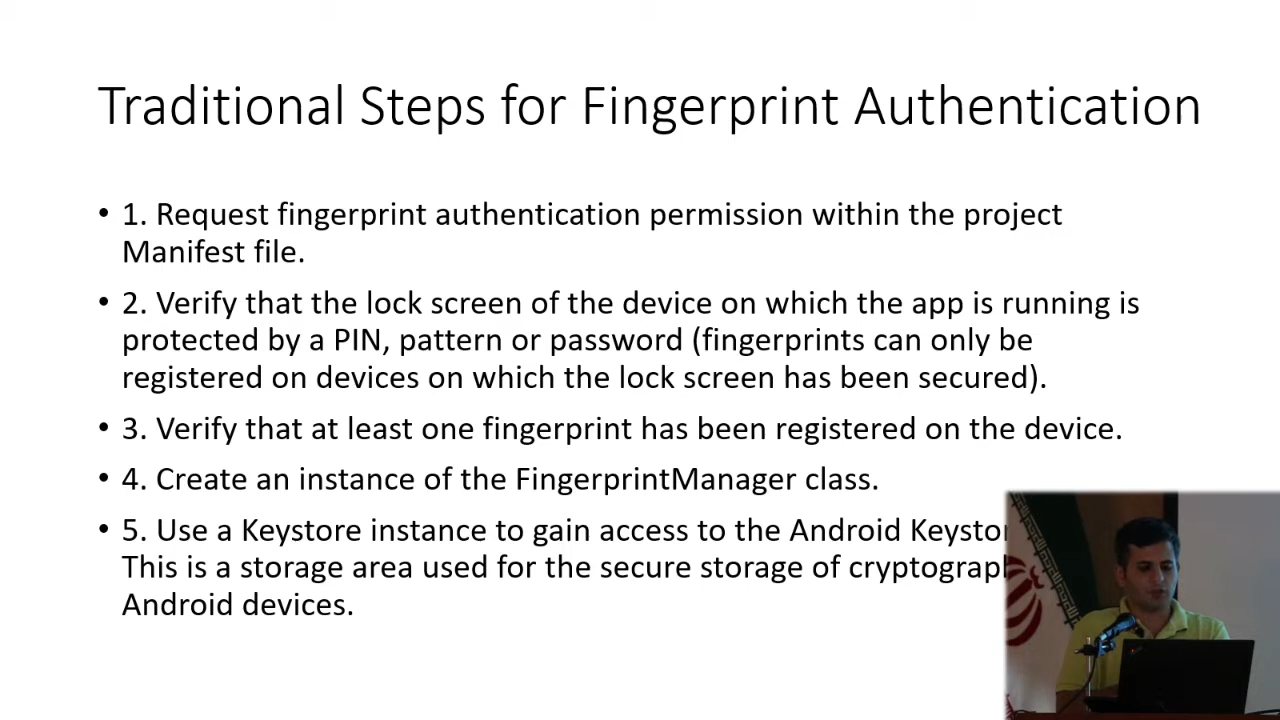 Traditional Steps for Fingerprint Authentication
• 1. Request fingerprint authentication permission within the project
Manifest file.
• 2. Verify that the lock screen of the device on which the app is running is
protected by a PIN, pattern or password (fingerprints can only be
registered on devices on which the lock screen has been secured).
• 3. Verify that at least one fingerprint has been registered on the device.
• 4. Create an instance of the FingerprintManager class.
• 5. Use a Keystore instance to gain access to the Android
This is a storage area used for the secure storage of
Android devices.